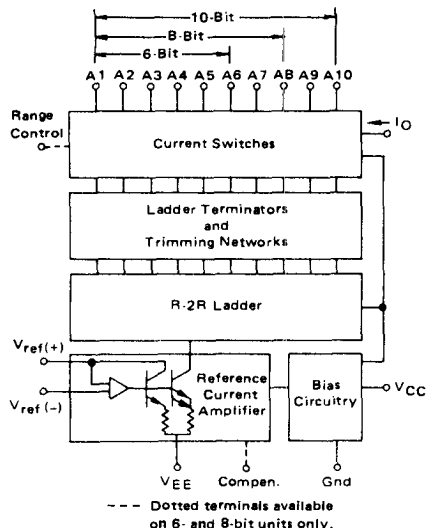 10-Bit
8-Bit
6-Bit
A1 A2 A3 A4 A5 A6 A7 A8 A9 A10
Range
Control
IO
Current Switches
Ladder Terminators
and
Trimming Networks
R-2R Ladder
Vref(+)
Vref(-)
Reference
Current
Amplifier
Bias
Circuitry
VCC
VEE
Compen.
Gnd
--- Dotted terminals available
on 6- and 8-bit units only.